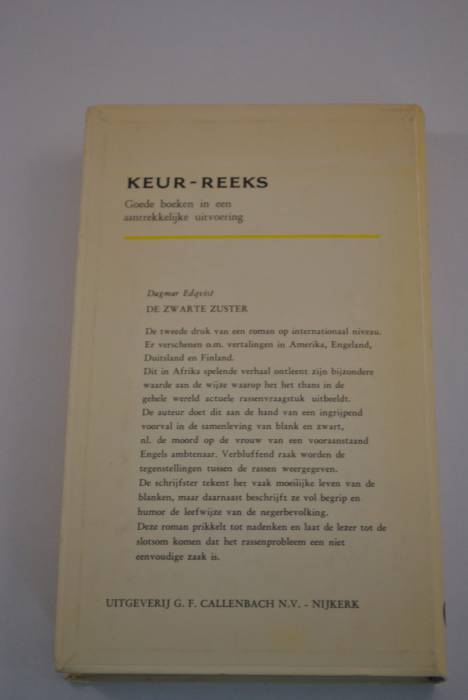 KEUR-REEKS
Goede boeken in een
aantrekkelijke uitvoering
Dagmar Edqvist
DE ZWARTE ZUSTER
De tweede druk van een roman op internationaal niveau.
Er verschenen o.m. vertalingen in Amerika, Engeland,
Duitsland en Finland.
Dit in Afrika spelende verhaal ontleent zijn bijzondere
waarde aan de wijze waarop het het thans in de
gehele wereld actuele rassenvraagstuk uitbeeldt.
De auteur doet dit aan de hand van een ingrijpend
voorval in de samenleving van blank en zwart,
nl. de moord op de vrouw van een vooraanstaand
Engels ambtenaar. Verbluffend raak worden de
tegenstellingen tussen de rassen weergegeven.
De schrijfster tekent het vaak moeilijke leven van de
blanken, maar daarnaast beschrijft ze vol begrip en
humor de leefwijze van de negerbevolking.
Deze roman prikkelt tot nadenken en laat de lezer tot de
slotsom komen dat het rassenprobleem een niet
eenvoudige zaak is.
UITGEVERIJ G. F. CALLENBACH N.V. - NIJKERK